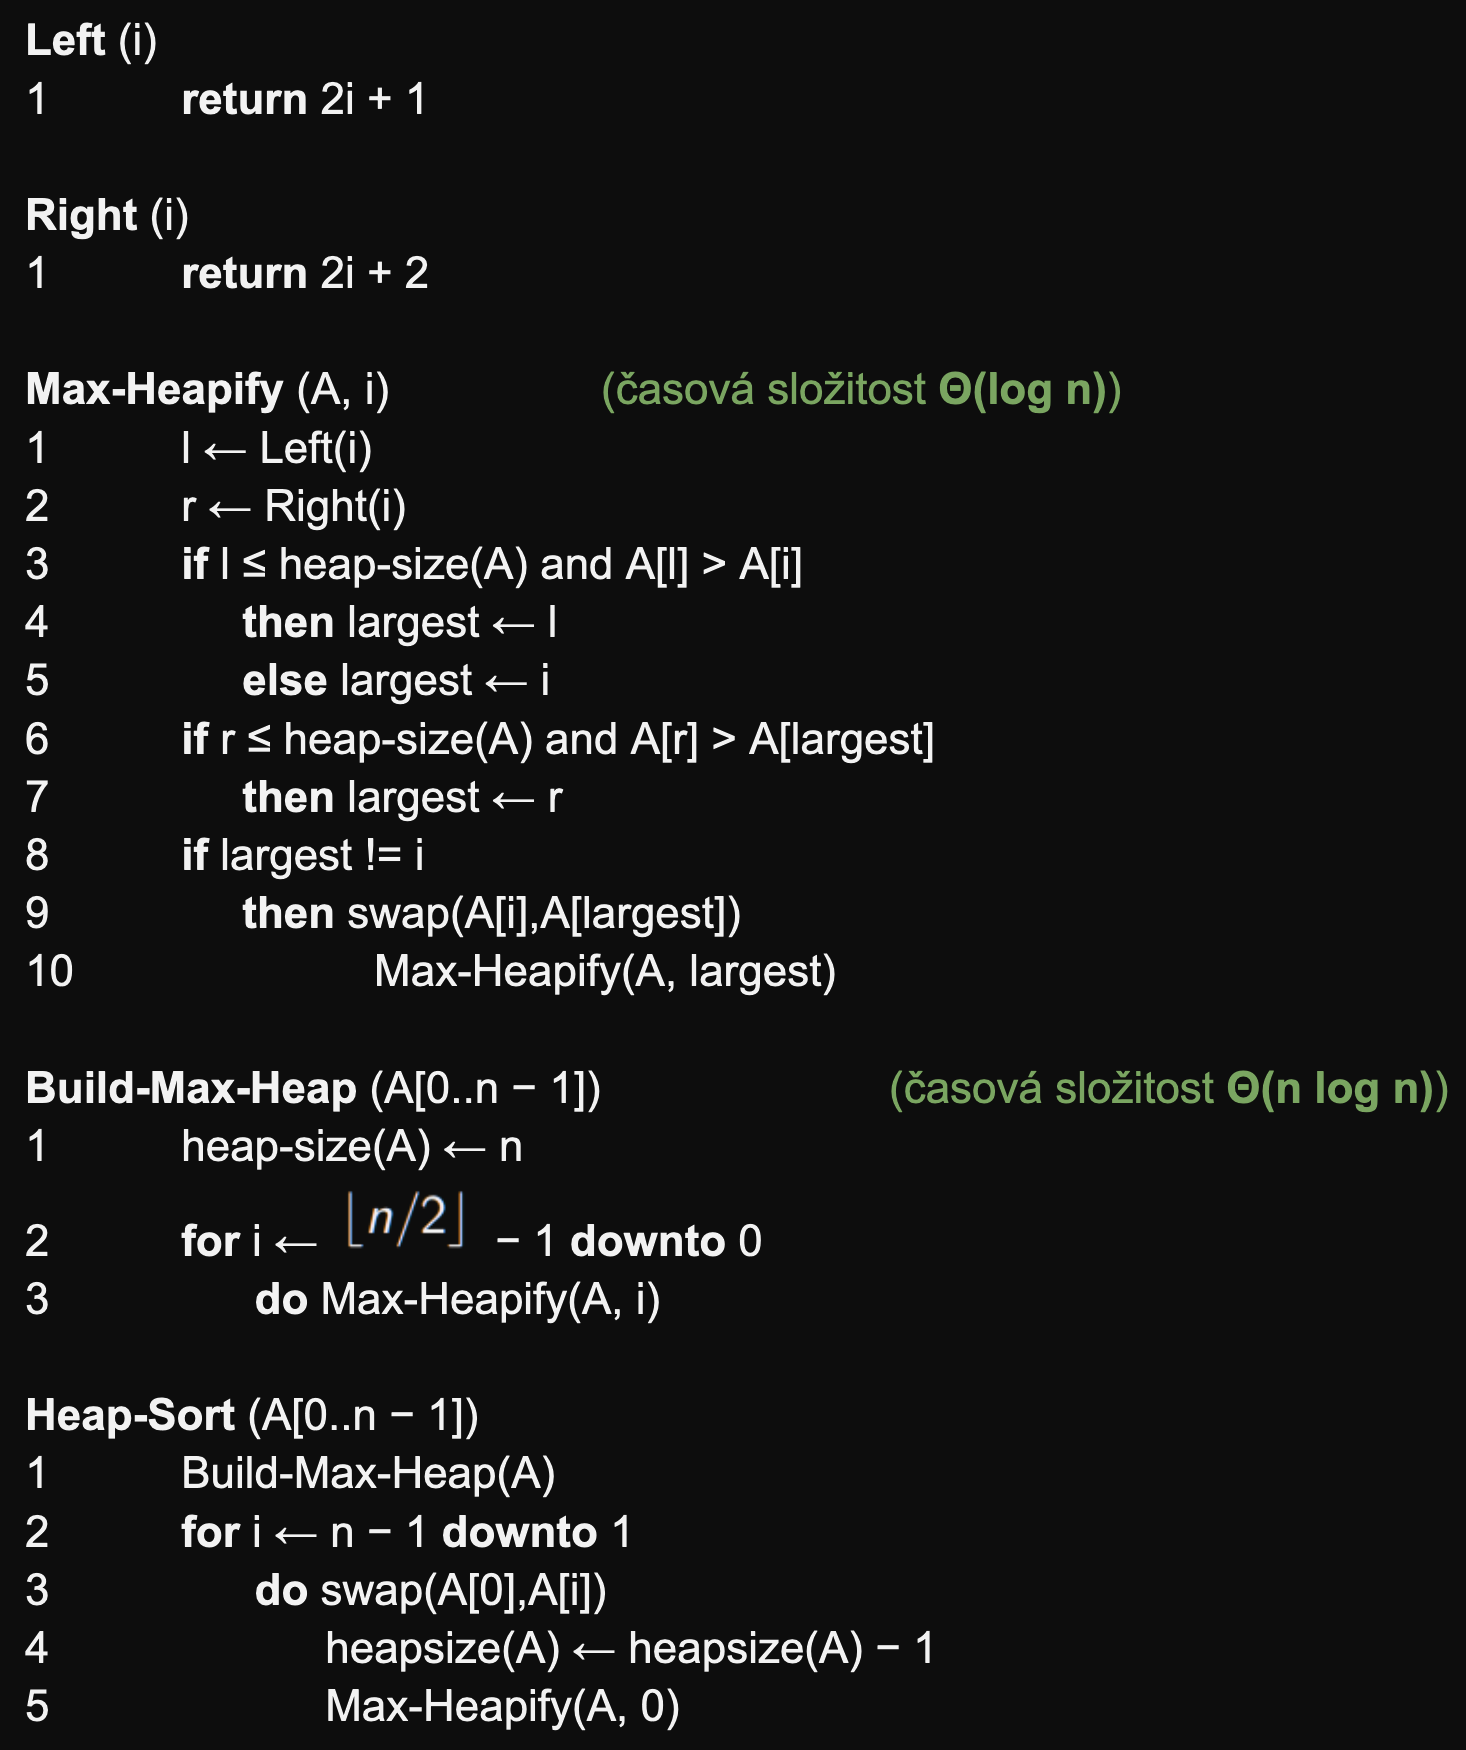 Left (i)
1 return 2i + 1
Right (i)
1 return 2i + 2
Max-Heapify (A, i) (časová složitost Θ(log n))
1 l ← Left(i)
2 r ← Right(i)
3 if l ≤ heap-size(A) and A[l] > A[i]
4 then largest ← l
5 else largest ← i
6 if r ≤ heap-size(A) and A[r] > A[largest]
7 then largest ← r
8 if largest != i
9 then swap(A[i],A[largest])
10 Max-Heapify(A, largest)
Build-Max-Heap (A[0..n − 1]) (časová složitost Θ(n log n))
1 heap-size(A) ← n
2 for i ← ⌊n/2⌋ − 1 downto 0
3 do Max-Heapify(A, i)
Heap-Sort (A[0..n − 1])
1 Build-Max-Heap(A)
2 for i ← n − 1 downto 1
3 do swap(A[0],A[i])
4 heapsize(A) ← heapsize(A) − 1
5 Max-Heapify(A, 0)